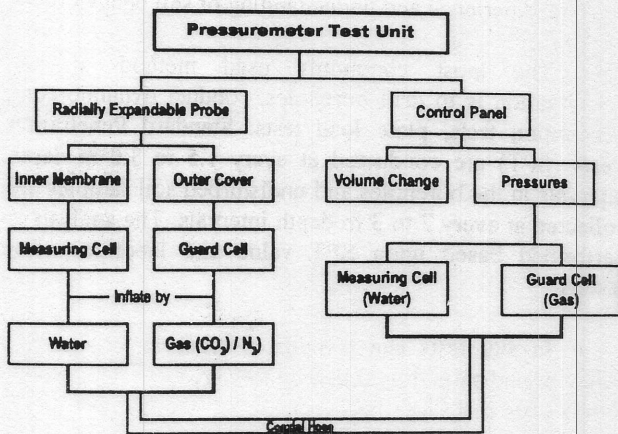 Pressuremeter Test Unit
Radially Expandable Probe
Control Panel
Inner Membrane
Outer Cover
Volume Change
Pressures
Measuring Cell
Guard Cell
Inflate by
Measuring Cell
(Water)
Guard Cell
(Gas)
Water
Gas (CO₂) / N₂)
Coaxial Hose